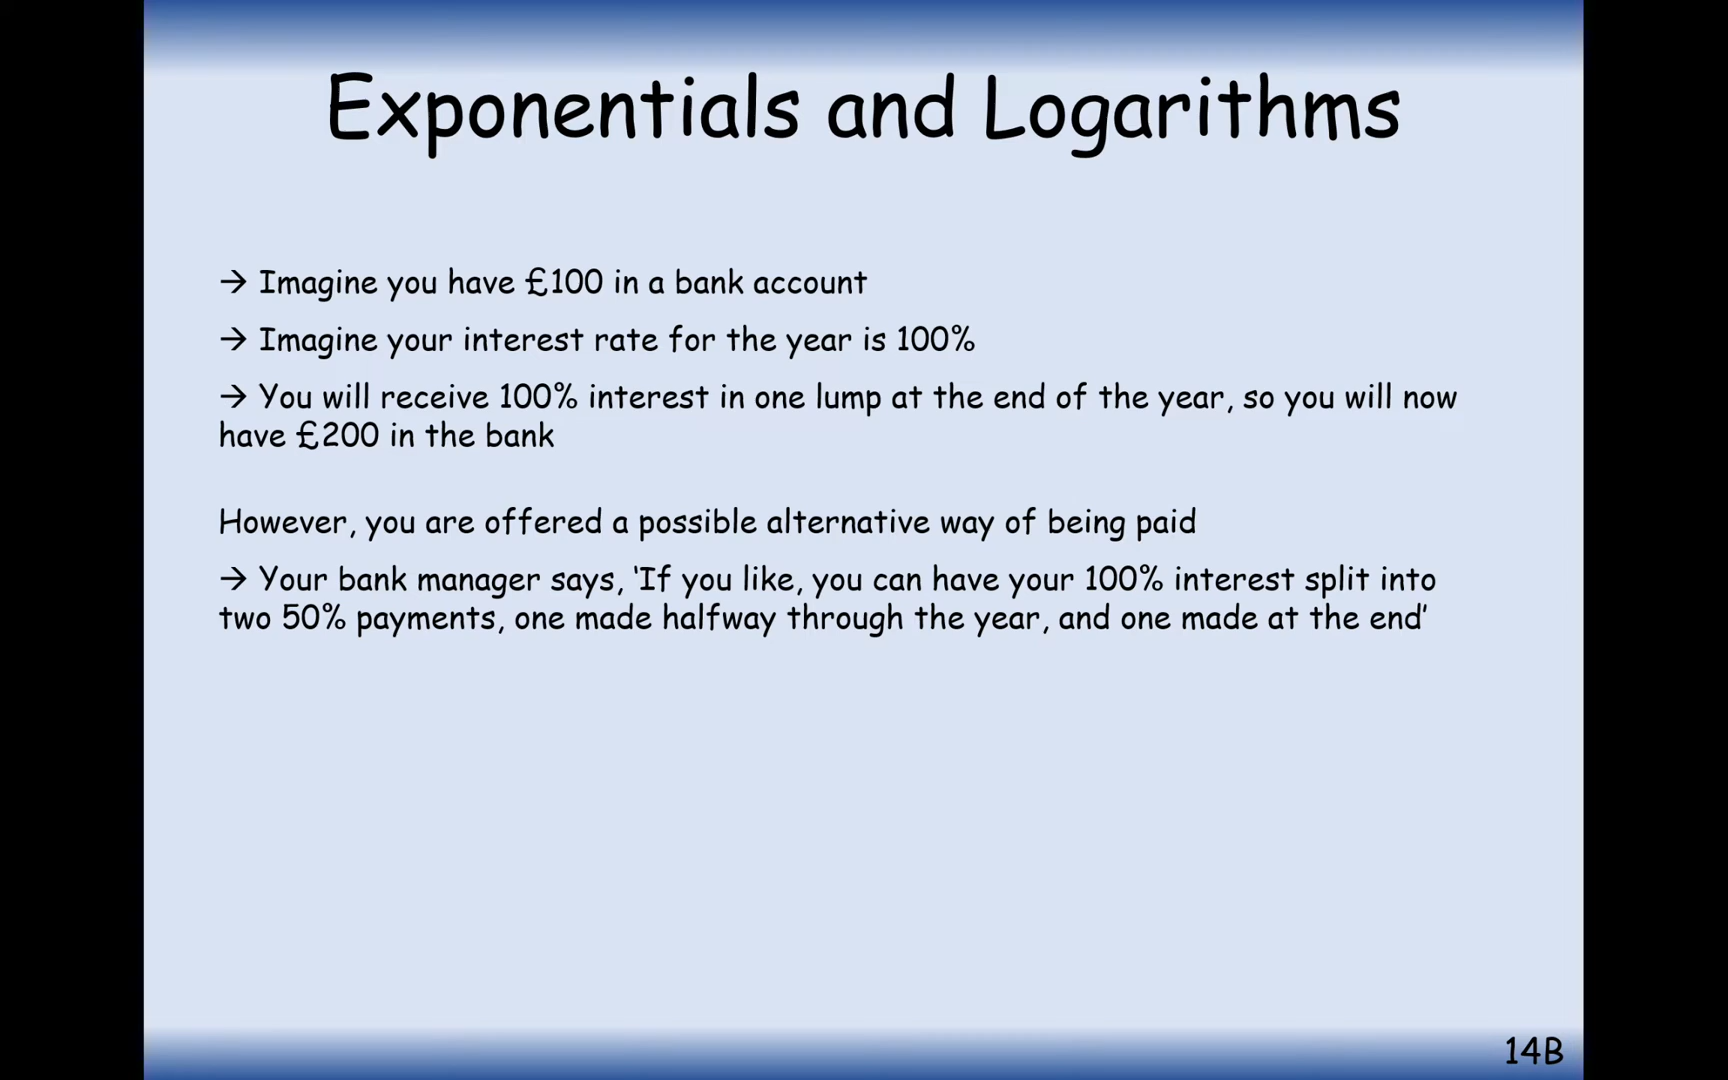 Exponentials and Logarithms
→ Imagine you have £100 in a bank account
→ Imagine your interest rate for the year is 100%
→ You will receive 100% interest in one lump at the end of the year, so you will now
have £200 in the bank
However, you are offered a possible alternative way of being paid
→ Your bank manager says, ‘If you like, you can have your 100% interest split into
two 50% payments, one made halfway through the year, and one made at the end’
14B